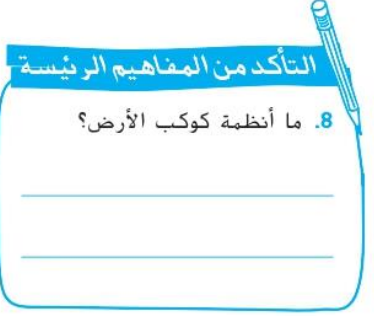 التأكد من المفاهيم الرئيسة
8. ما أنظمة كوكب الأرض؟